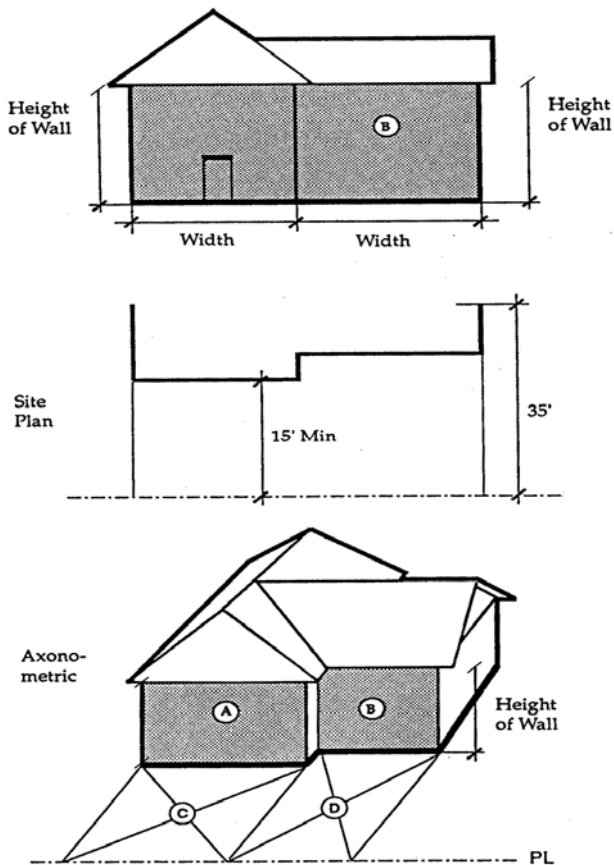 Height
of Wall
B
Height
of Wall
Width
Width
Site
Plan
15' Min
35'
Axono-
metric
A
B
Height
of Wall
C
D
PL